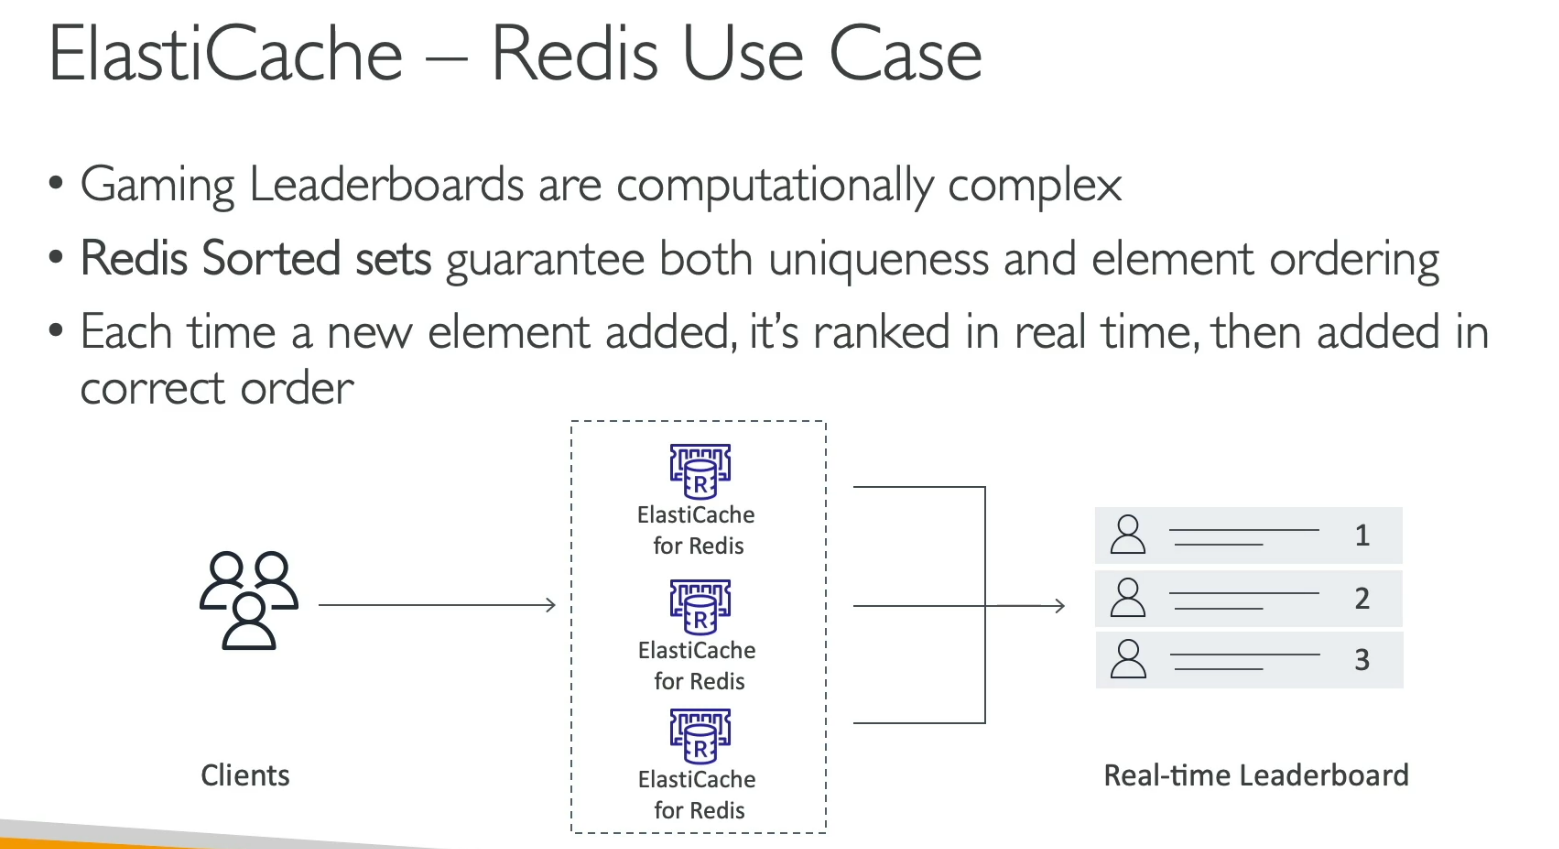 ElastiCache – Redis Use Case
• Gaming Leaderboards are computationally complex
• Redis Sorted sets guarantee both uniqueness and element ordering
• Each time a new element added, it's ranked in real time, then added in
correct order
R
ElastiCache
for Redis
R
ElastiCache
for Redis
R
ElastiCache
for Redis
1
2
3
Clients
Real-time Leaderboard